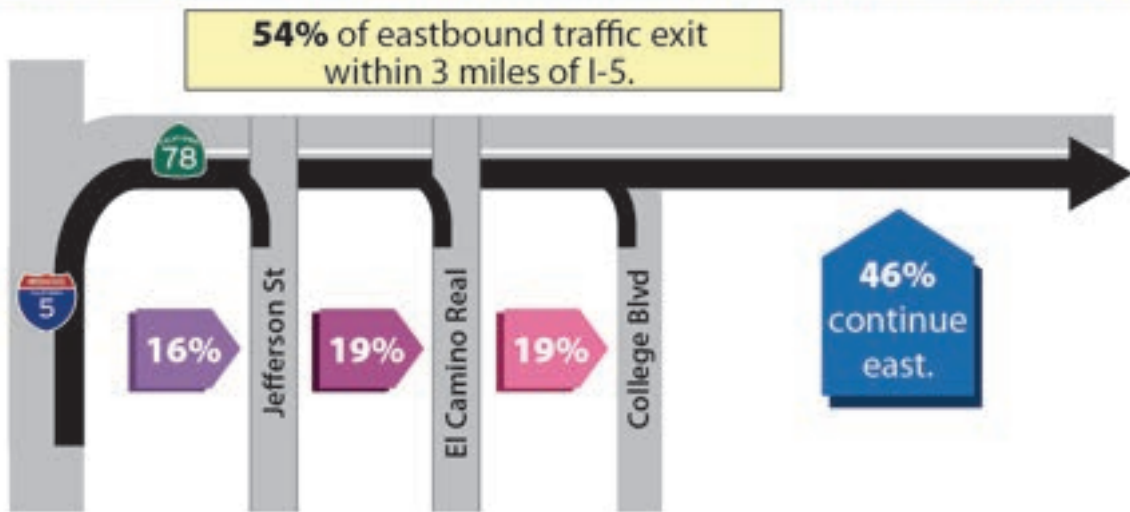 54% of eastbound traffic exit
within 3 miles of I-5.
78
5
16%
Jefferson St
19%
El Camino Real
19%
College Blvd
46%
continue
east.